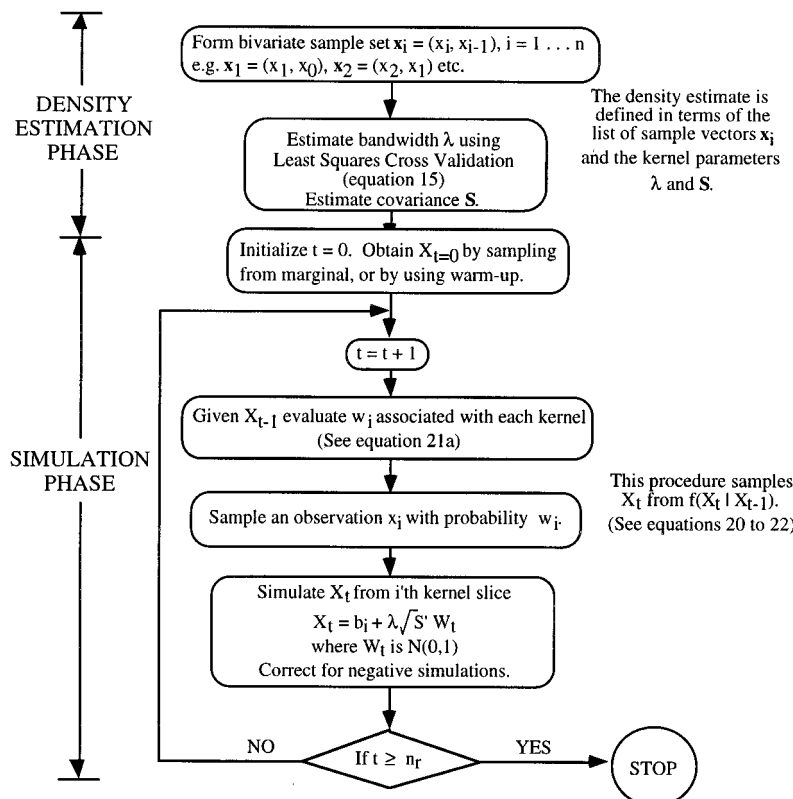 Form bivariate sample set xᵢ = (xᵢ, xᵢ₋₁), i = 1 . . . n
e.g. x₁ = (x₁, x₀), x₂ = (x₂, x₁) etc.
DENSITY
ESTIMATION
PHASE
The density estimate is
defined in terms of the
list of sample vectors xᵢ
and the kernel parameters
λ and S.
Estimate bandwidth λ using
Least Squares Cross Validation
(equation 15)
Estimate covariance S.
Initialize t = 0. Obtain Xₜ₌₀ by sampling
from marginal, or by using warm-up.
t = t + 1
Given Xₜ₋₁ evaluate wᵢ associated with each kernel
(See equation 21a)
SIMULATION
PHASE
This procedure samples
Xₜ from f(Xₜ | Xₜ₋₁).
(See equations 20 to 22)
Sample an observation xᵢ with probability wᵢ.
Simulate Xₜ from i'th kernel slice
Xₜ = bᵢ + λ√S' Wₜ
where Wₜ is N(0,1)
Correct for negative simulations.
NO
If t ≥ nᵣ
YES
STOP